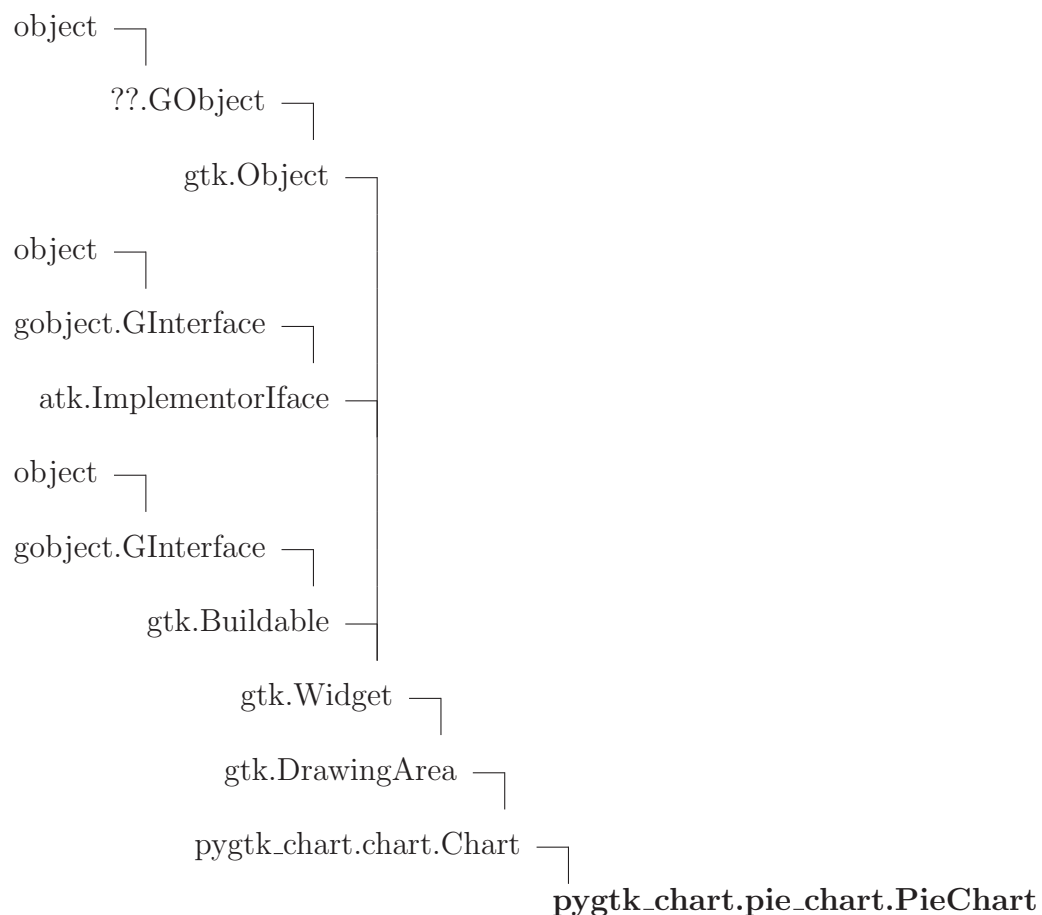 object
??.GObject
gtk.Object
object
gobject.GInterface
atk.ImplementorIface
object
gobject.GInterface
gtk.Buildable
gtk.Widget
gtk.DrawingArea
pygtk_chart.chart.Chart
pygtk_chart.pie_chart.PieChart